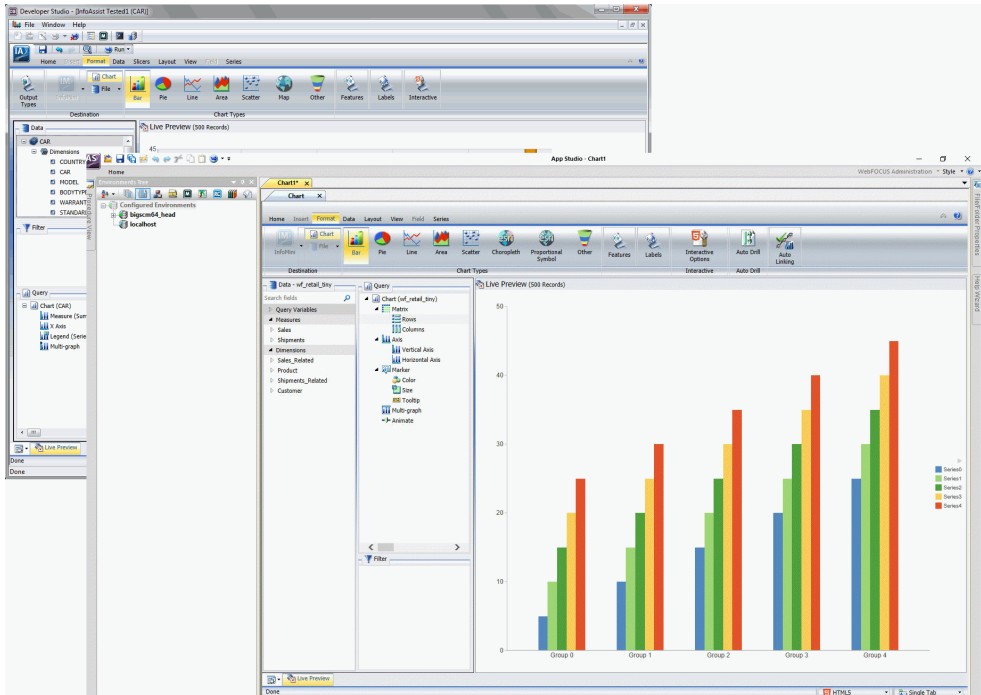 Developer Studio - [InfoAssist Tested1 (CAR)]
File Window Help
Run
Home Insert Format Data Slicers Layout View Field Series
Chart
File
Output Types
Bar Pie Line Area Scatter Map Other Features Labels Interactive
Destination Chart Types
Data
Live Preview (500 Records)
CAR
45
Dimensions
COUNTRY
CAR
MODEL
BODYTYPE
WARRANT
STANDARD
Filter
Query
Chart (CAR)
Measure (Sum
X Axis
Legend (Serie
Multi-graph
Live Preview
Done
Done
AS
App Studio - Chart1
Home
WebFOCUS Administration Style
Environments Tree
Procedure View
Configured Environments
bigscm64_head
localhost
Chart1*
Chart
File/Folder Properties
Help Wizard
Home Insert Format Data Layout View Field Series
InfoMini
Chart
File
Bar Pie Line Area Scatter Choropleth Proportional Symbol Other Features Labels Interactive Options Auto Drill Auto Linking
Destination Chart Types Interactive Auto Drill
Data - wf_retail_tiny
Search fields
Query Variables
Measures
Sales
Shipments
Dimensions
Sales_Related
Product
Shipments_Related
Customer
Query
Chart (wf_retail_tiny)
Matrix
Rows
Columns
Axis
Vertical Axis
Horizontal Axis
Marker
Color
Size
Tooltip
Multi-graph
Animate
Filter
Live Preview (500 Records)
50
40
30
20
10
0
Group 0 Group 1 Group 2 Group 3 Group 4
Series0
Series1
Series2
Series3
Series4
Live Preview
Done
HTML5 Single Tab